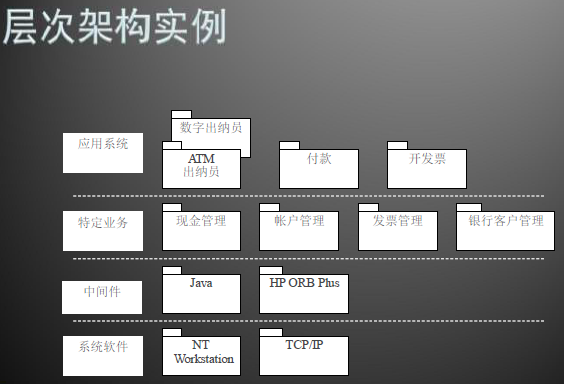 层次架构实例
数字出纳员
应用系统
ATM
出纳员
付款
开发票
特定业务
现金管理
帐户管理
发票管理
银行客户管理
中间件
Java
HP ORB Plus
系统软件
NT
Workstation
TCP/IP